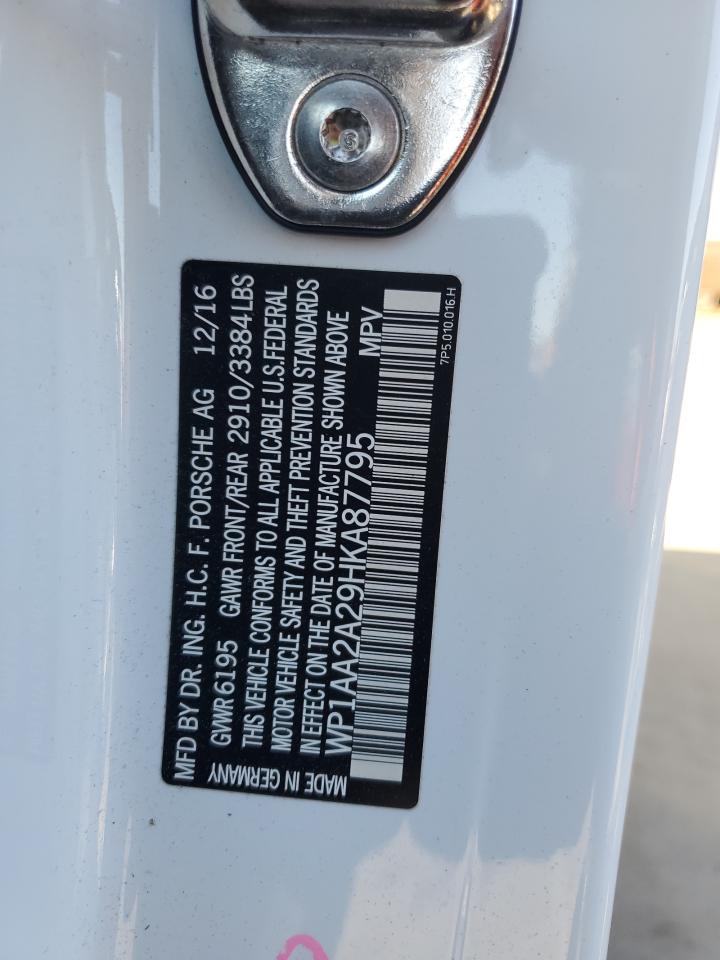 MFD BY DR. ING. H.C. F. PORSCHE AG 12/16
GVWR 6195 GAWR FRONT/REAR 2910/3384 LBS
THIS VEHICLE CONFORMS TO ALL APPLICABLE U.S. FEDERAL
MOTOR VEHICLE SAFETY AND THEFT PREVENTION STANDARDS
IN EFFECT ON THE DATE OF MANUFACTURE SHOWN ABOVE
WP1AA2A29HKA87795 MPV
MADE IN GERMANY
7P5.010.016.H